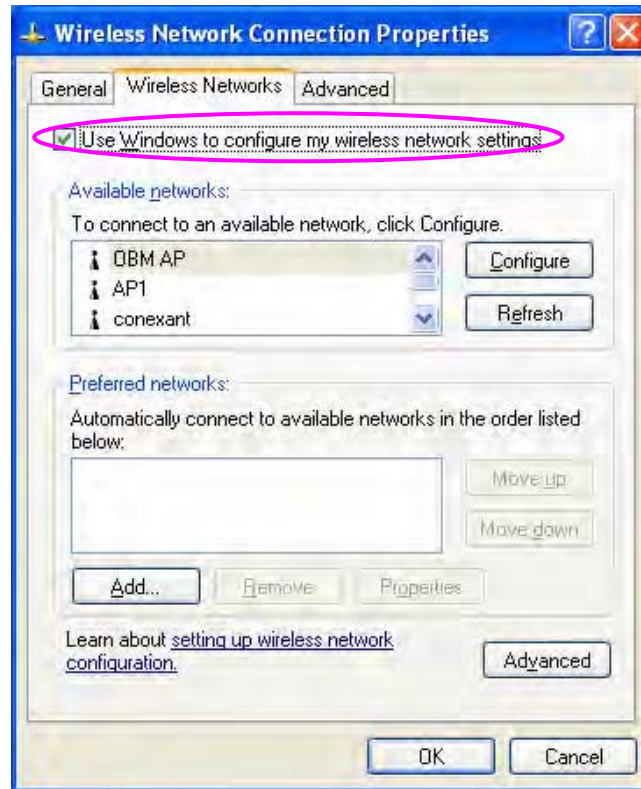 Wireless Network Connection Properties
General Wireless Networks Advanced
Use Windows to configure my wireless network settings
Available networks:
To connect to an available network, click Configure.
OBM AP
AP1
conexant
Configure
Refresh
Preferred networks:
Automatically connect to available networks in the order listed
below:
Move up
Move down
Add... Remove Properties
Learn about setting up wireless network
configuration.
Advanced
OK Cancel